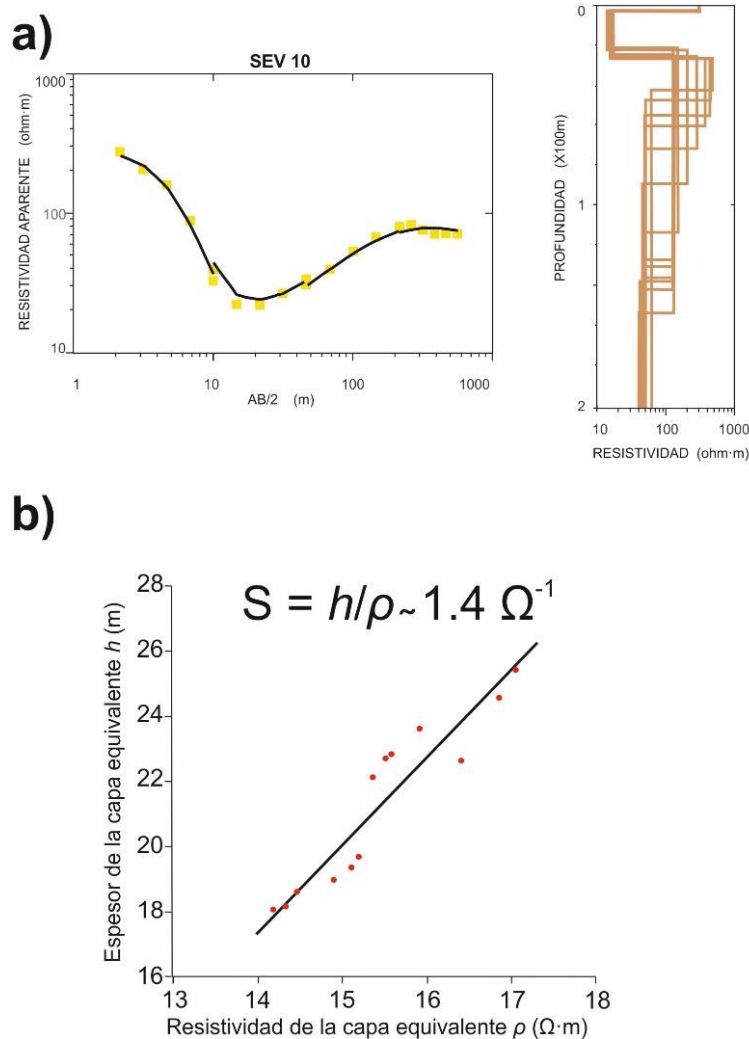 a)
SEV 10
RESISTIVIDAD APARENTE (ohm·m)
1000
100
10
1
10
100
1000
AB/2 (m)
PROFUNDIDAD (X100m)
0
1
2
10
100
1000
RESISTIVIDAD (ohm·m)
b)
S = h/ρ~1.4 Ω⁻¹
Espesor de la capa equivalente h (m)
28
26
24
22
20
18
16
13
14
15
16
17
18
Resistividad de la capa equivalente ρ (Ω·m)